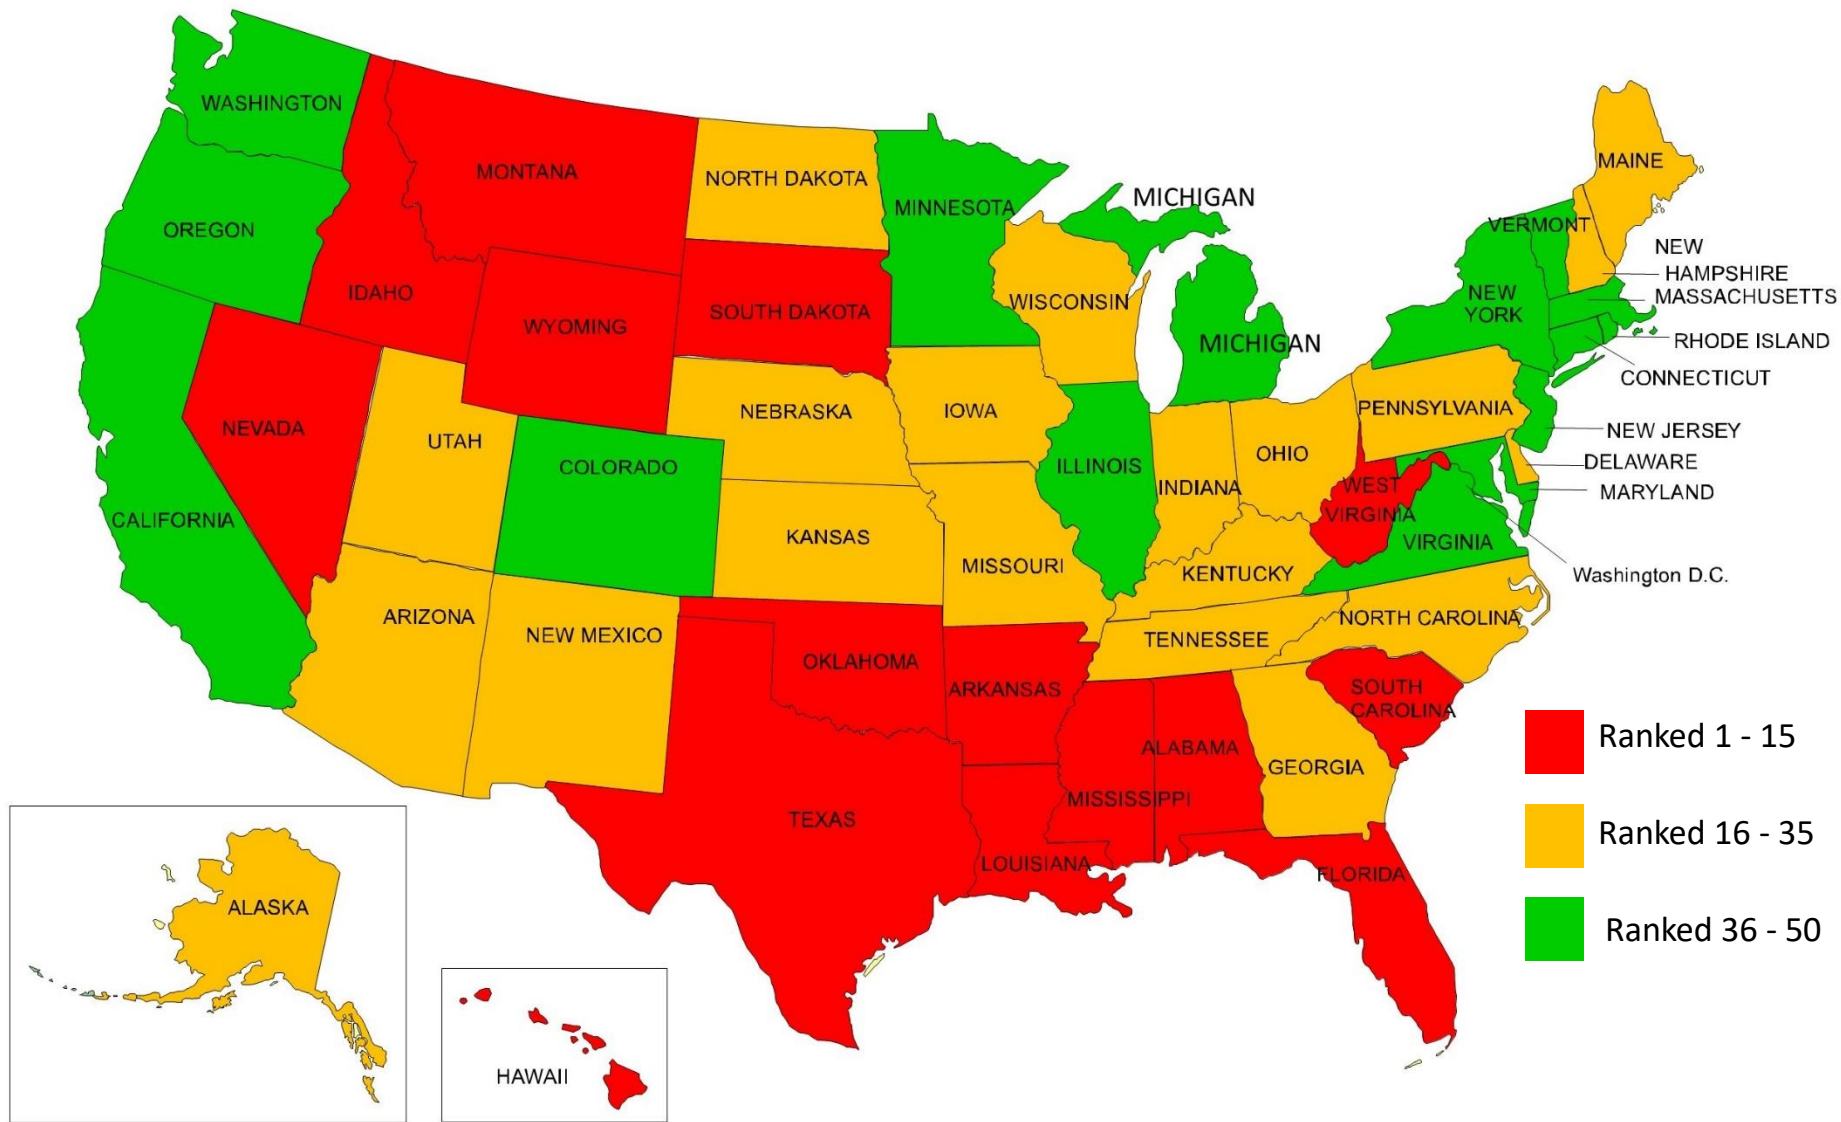 WASHINGTON
MONTANA
NORTH DAKOTA
MINNESOTA
MICHIGAN
MAINE
VERMONT
OREGON
IDAHO
WYOMING
SOUTH DAKOTA
WISCONSIN
MICHIGAN
NEW
YORK
NEW
HAMPSHIRE
MASSACHUSETTS
RHODE ISLAND
CONNECTICUT
NEW JERSEY
DELAWARE
MARYLAND
Washington D.C.
NEVADA
UTAH
COLORADO
NEBRASKA
IOWA
ILLINOIS
INDIANA
OHIO
PENNSYLVANIA
WEST
VIRGINIA
VIRGINIA
CALIFORNIA
KANSAS
MISSOURI
KENTUCKY
ARIZONA
NEW MEXICO
OKLAHOMA
ARKANSAS
TENNESSEE
NORTH CAROLINA
SOUTH
CAROLINA
TEXAS
LOUISIANA
MISSISSIPPI
ALABAMA
GEORGIA
FLORIDA
ALASKA
HAWAII
Ranked 1 - 15
Ranked 16 - 35
Ranked 36 - 50